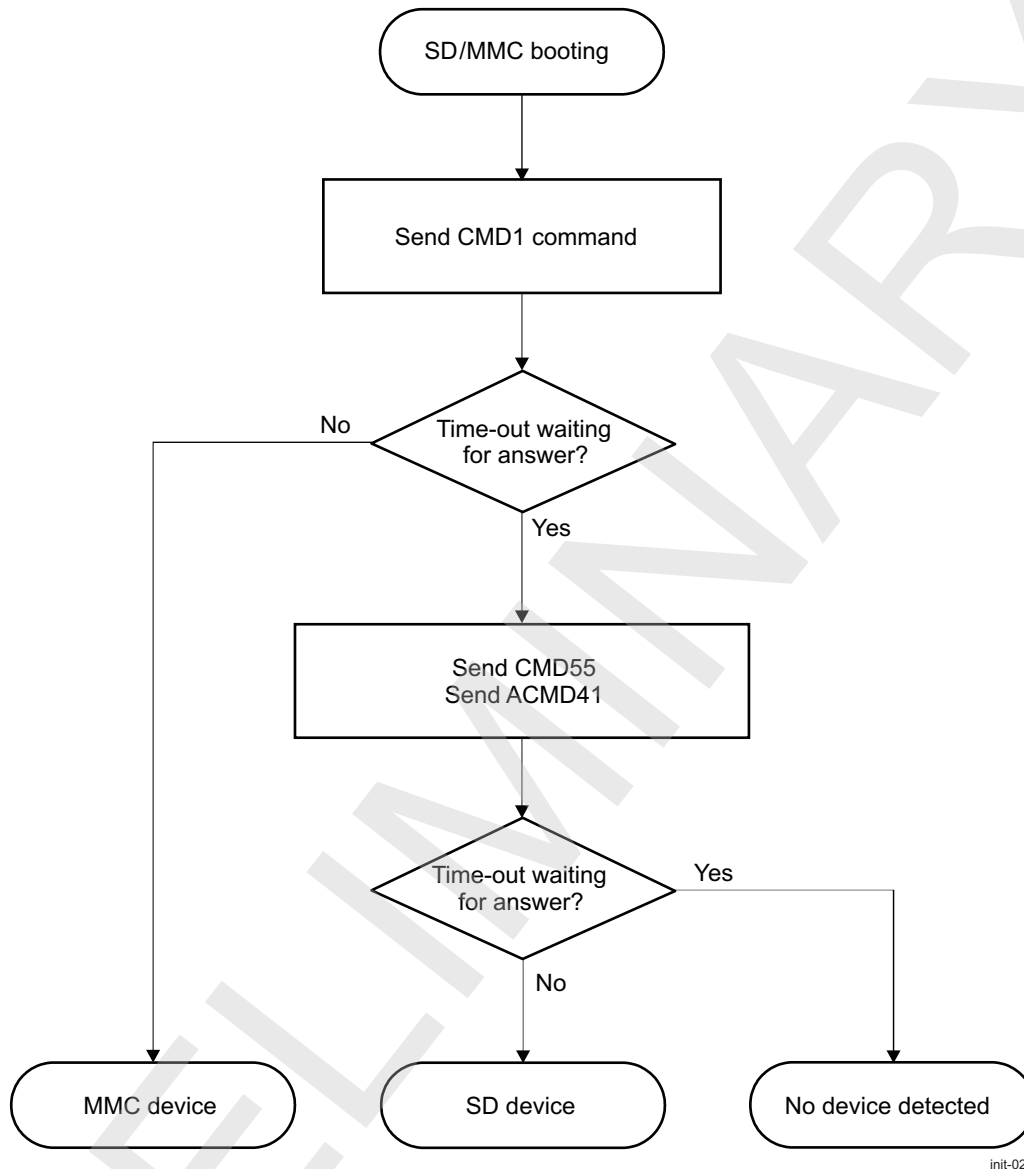 SD/MMC booting
Send CMD1 command
No
Time-out waiting
for answer?
Yes
Send CMD55
Send ACMD41
Time-out waiting
for answer?
Yes
No
MMC device
SD device
No device detected
init-02
ELIMINARY